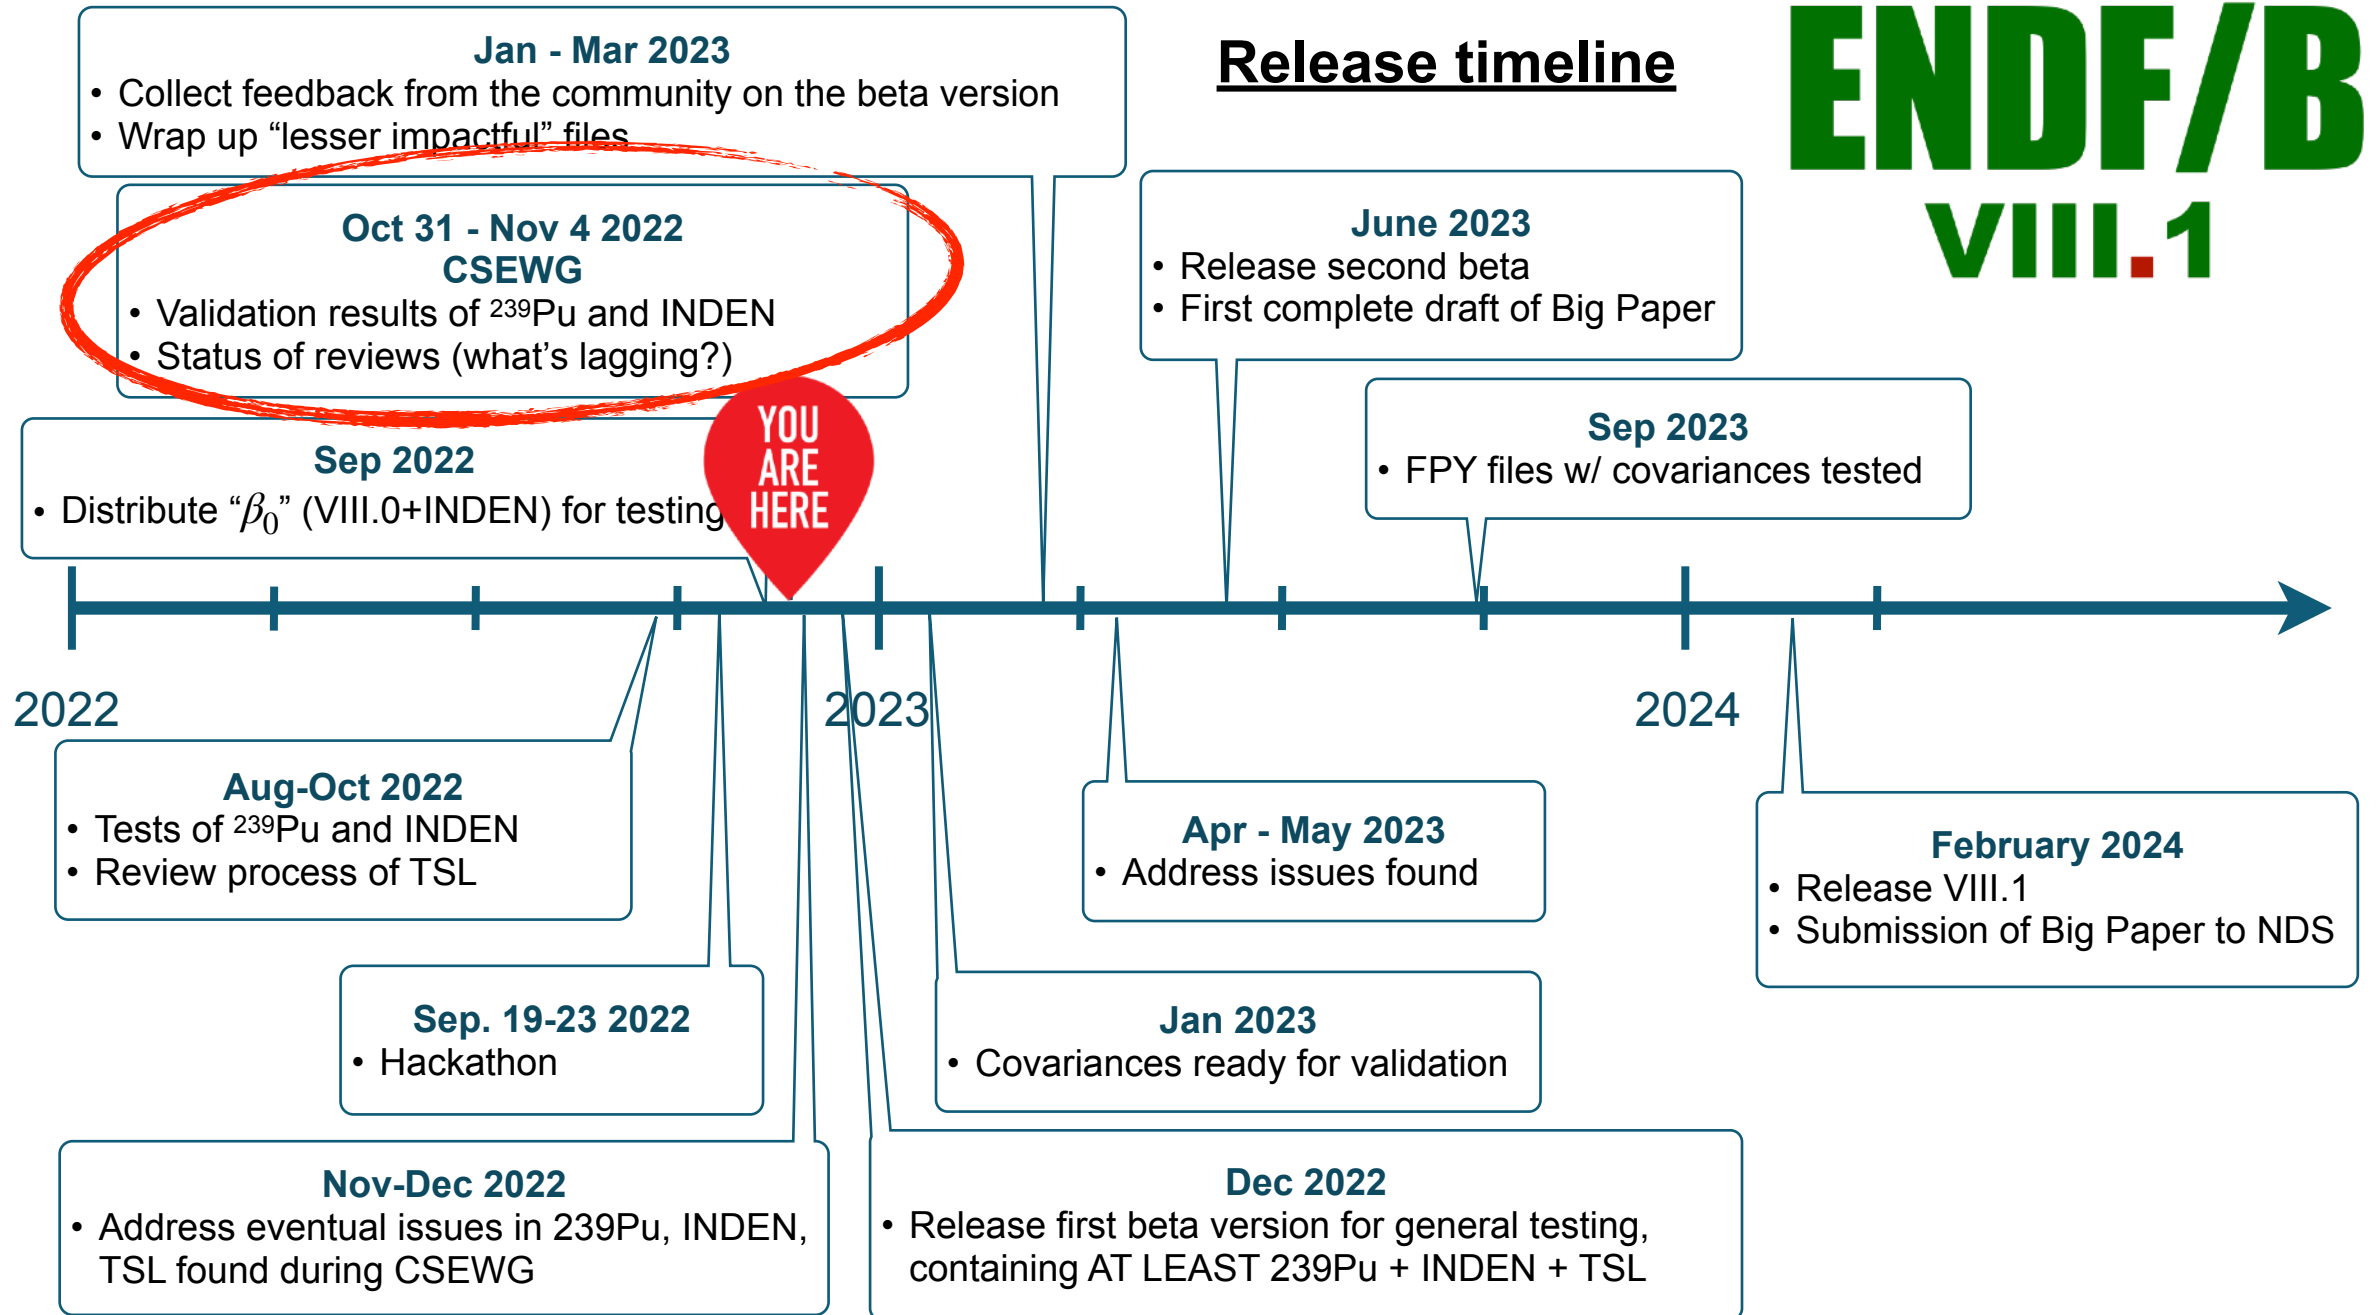 Release timeline
ENDF/B
VIII.1
Jan - Mar 2023
• Collect feedback from the community on the beta version
• Wrap up “lesser impactful” files
Oct 31 - Nov 4 2022
CSEWG
• Validation results of ²³⁹Pu and INDEN
• Status of reviews (what’s lagging?)
June 2023
• Release second beta
• First complete draft of Big Paper
Sep 2023
• FPY files w/ covariances tested
Sep 2022
• Distribute “β₀” (VIII.0+INDEN) for testing
YOU
ARE
HERE
2022
2023
2024
Aug-Oct 2022
• Tests of ²³⁹Pu and INDEN
• Review process of TSL
Apr - May 2023
• Address issues found
February 2024
• Release VIII.1
• Submission of Big Paper to NDS
Sep. 19-23 2022
• Hackathon
Jan 2023
• Covariances ready for validation
Nov-Dec 2022
• Address eventual issues in 239Pu, INDEN,
TSL found during CSEWG
Dec 2022
• Release first beta version for general testing,
containing AT LEAST 239Pu + INDEN + TSL